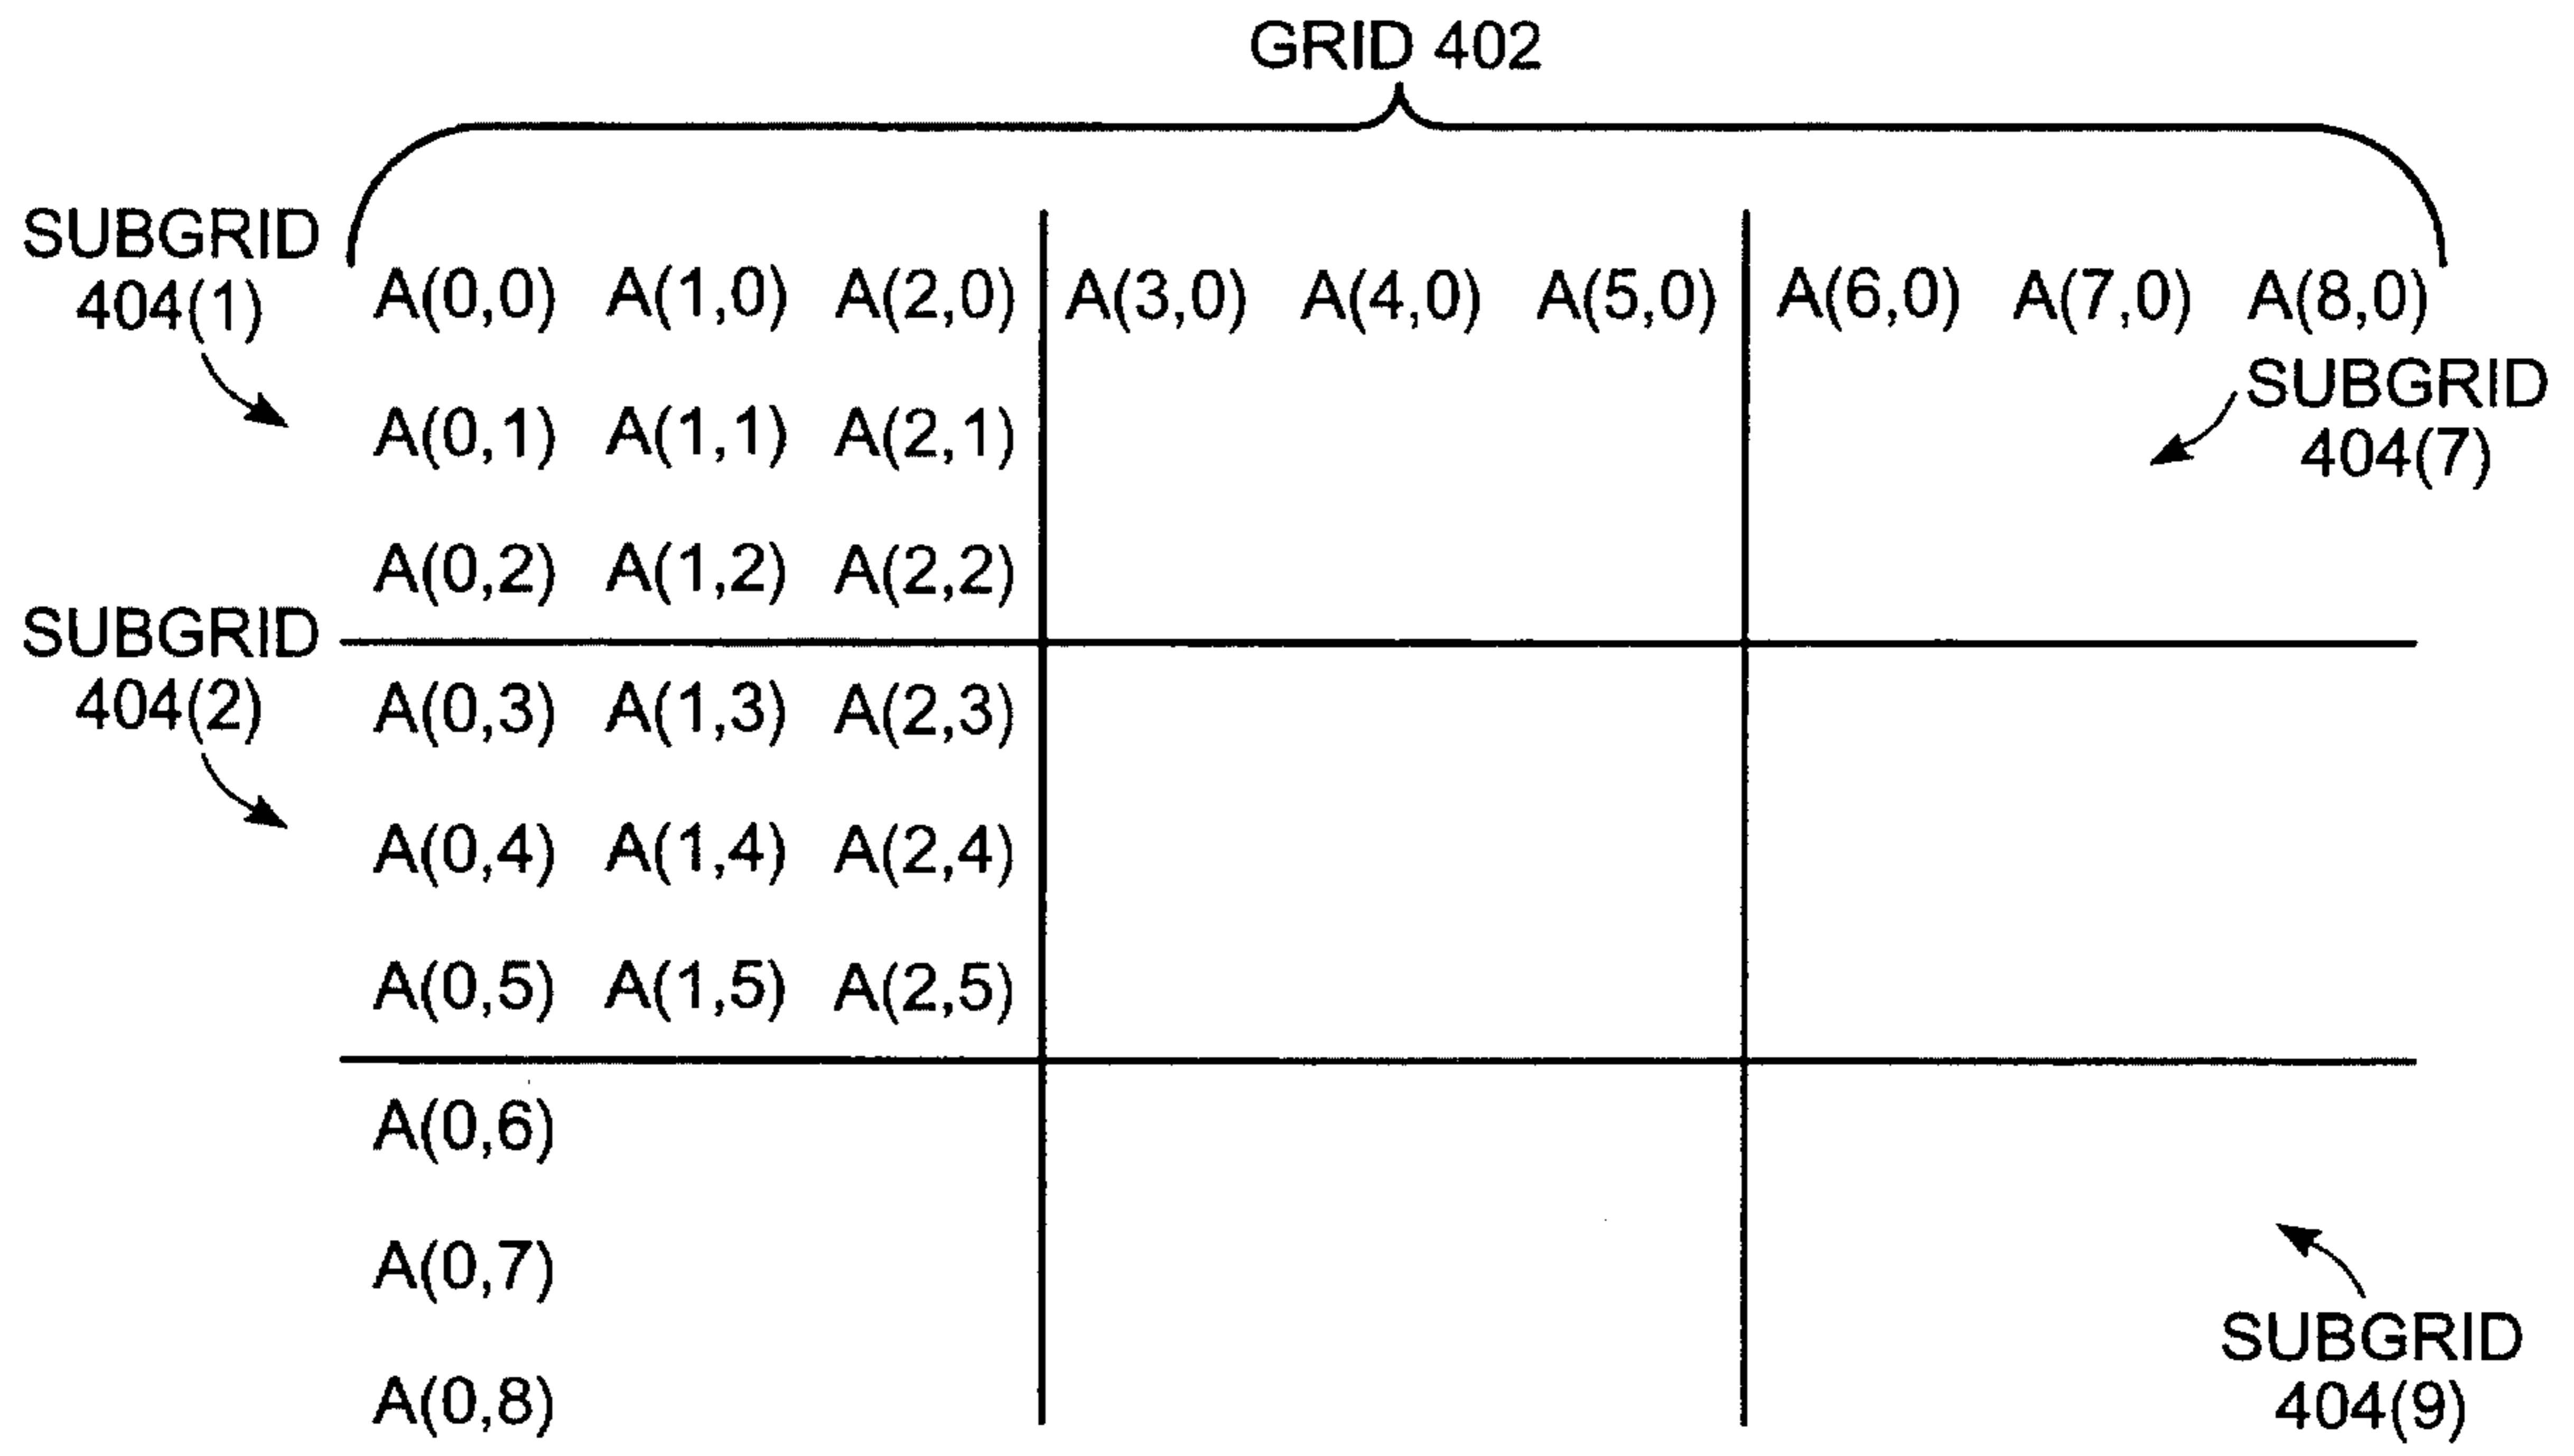 GRID 402
SUBGRID
404(1)
A(0,0) A(1,0) A(2,0) A(3,0) A(4,0) A(5,0) A(6,0) A(7,0) A(8,0)
SUBGRID
404(7)
A(0,1) A(1,1) A(2,1)
A(0,2) A(1,2) A(2,2)
SUBGRID
404(2)
A(0,3) A(1,3) A(2,3)
A(0,4) A(1,4) A(2,4)
A(0,5) A(1,5) A(2,5)
A(0,6)
A(0,7)
A(0,8)
SUBGRID
404(9)